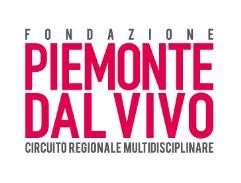 FONDAZIONE
PIEMONTE
DAL VIVO
CIRCUITO REGIONALE MULTIDISCIPLINARE